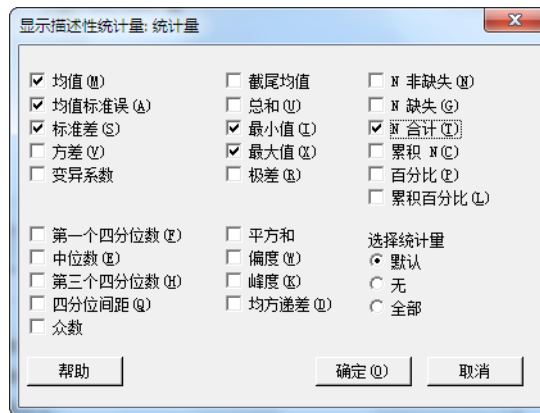 显示描述性统计量: 统计量
均值(M)
截尾均值
N 非缺失(N)
均值标准误(A)
总和(U)
N 缺失(G)
标准差(S)
最小值(I)
N 合计(T)
方差(V)
最大值(X)
累积 N(C)
变异系数
极差(R)
百分比(P)
累积百分比(L)
第一个四分位数(F)
平方和
选择统计量
中位数(E)
偏度(W)
默认
第三个四分位数(H)
峰度(K)
无
四分位间距(Q)
均方递差(D)
全部
众数
帮助
确定(O)
取消